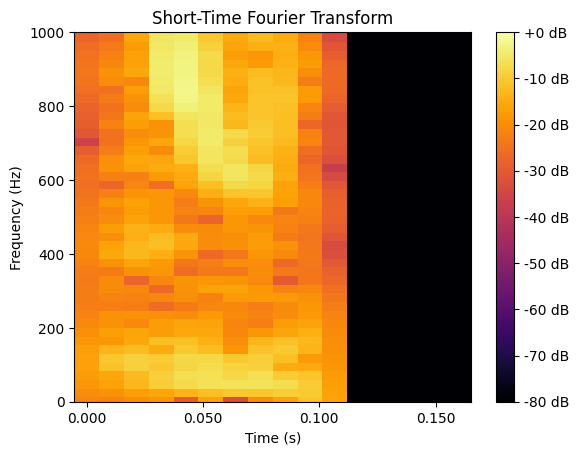 Short-Time Fourier Transform
Frequency (Hz)
1000
800
600
400
200
0
0.000
0.050
0.100
0.150
Time (s)
+0 dB
-10 dB
-20 dB
-30 dB
-40 dB
-50 dB
-60 dB
-70 dB
-80 dB